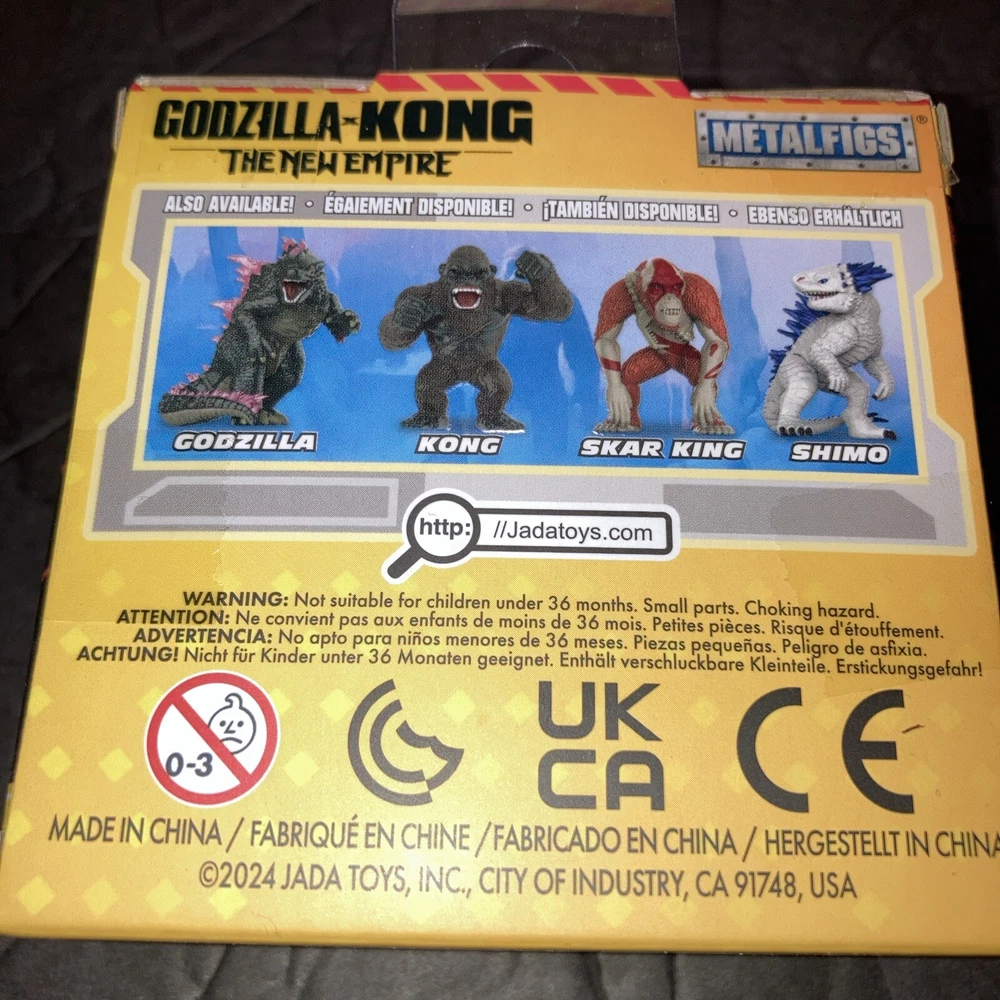 GODZILLA×KONG
THE NEW EMPIRE
METALFIGS®
ALSO AVAILABLE! • ÉGAIEMENT DISPONIBLE! • ¡TAMBIÉN DISPONIBLE! • EBENSO ERHÄLTLICH
GODZILLA
KONG
SKAR KING
SHIMO
http: //Jadatoys.com
WARNING: Not suitable for children under 36 months. Small parts. Choking hazard.
ATTENTION: Ne convient pas aux enfants de moins de 36 mois. Petites pièces. Risque d'étouffement.
ADVERTENCIA: No apto para niños menores de 36 meses. Piezas pequeñas. Peligro de asfixia.
ACHTUNG! Nicht für Kinder unter 36 Monaten geeignet. Enthält verschluckbare Kleinteile. Erstickungsgefahr!
0-3
UK
CA
CE
MADE IN CHINA / FABRIQUÉ EN CHINE /FABRICADO EN CHINA / HERGESTELLT IN CHINA
©2024 JADA TOYS, INC., CITY OF INDUSTRY, CA 91748, USA